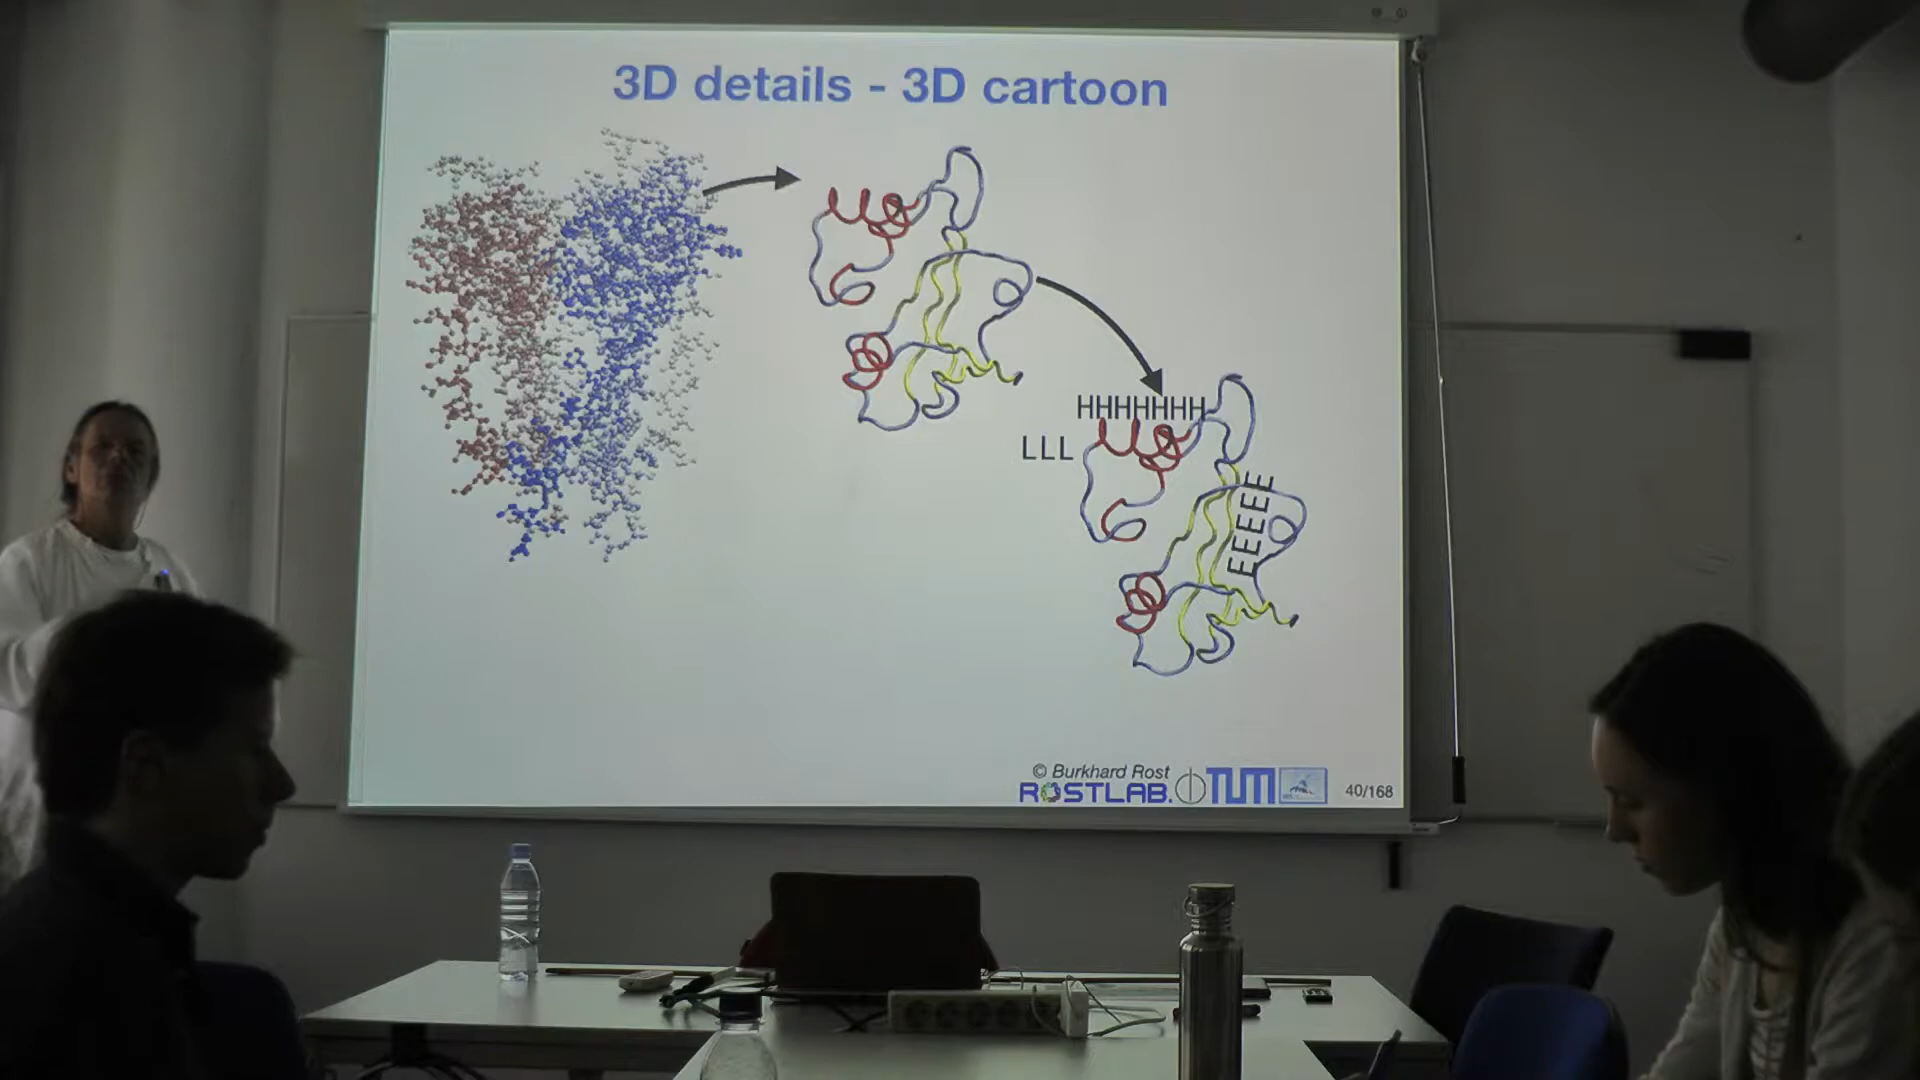 3D details - 3D cartoon
HHHHHHH
LLL
EEEEE
© Burkhard Rost
ROSTLAB.
TUM
40/168